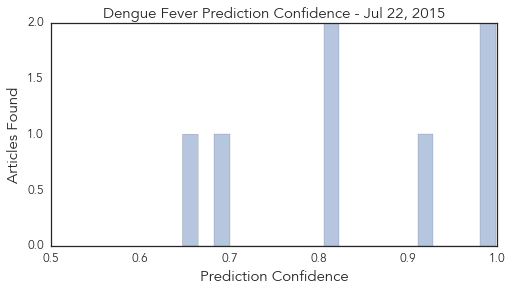 Dengue Fever Prediction Confidence - Jul 22, 2015
Articles Found
2.0
1.5
1.0
0.5
0.0
0.5 0.6 0.7 0.8 0.9 1.0
Prediction Confidence